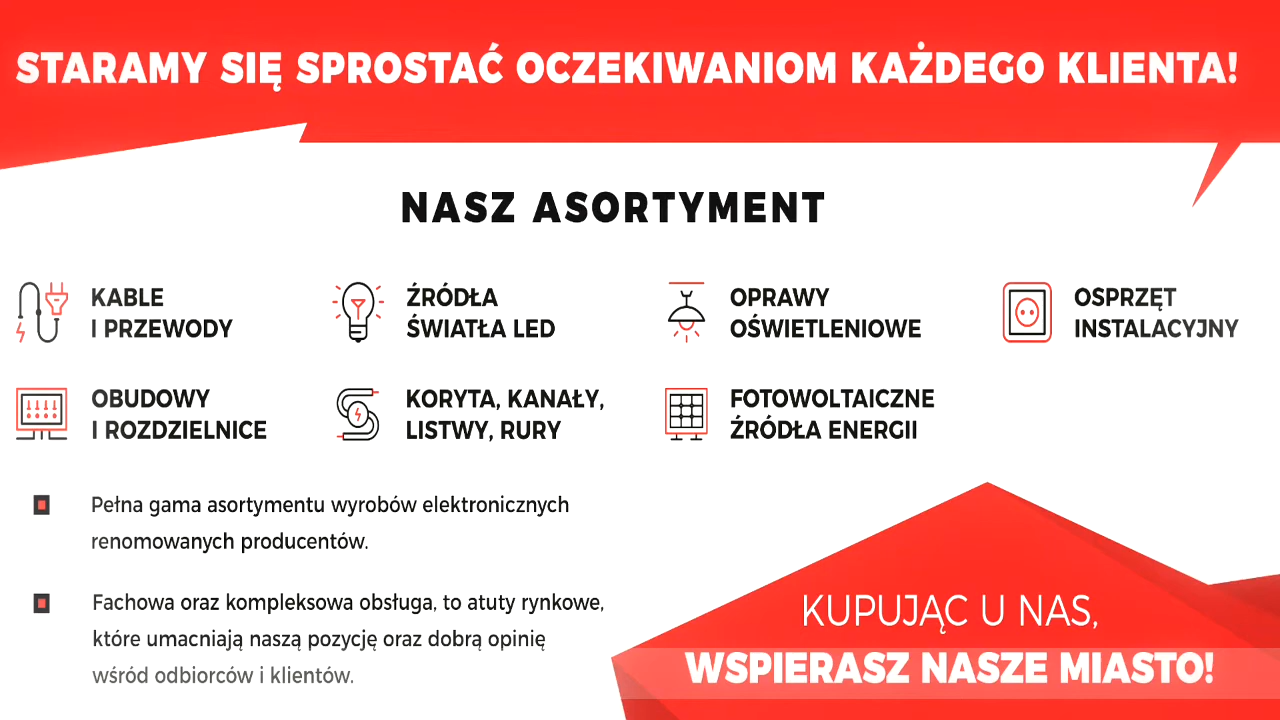 STARAMY SIĘ SPROSTAĆ OCZEKIWANIOM KAŻDEGO KLIENTA!
NASZ ASORTYMENT
KABLE
I PRZEWODY
ŹRÓDŁA
ŚWIATŁA LED
OPRAWY
OŚWIETLENIOWE
OSPRZĘT
INSTALACYJNY
OBUDOWY
I ROZDZIELNICE
KORYTA, KANAŁY,
LISTWY, RURY
FOTOWOLTAICZNE
ŹRÓDŁA ENERGII
Pełna gama asortymentu wyrobów elektronicznych
renomowanych producentów.
Fachowa oraz kompleksowa obsługa, to atuty rynkowe,
które umacniają naszą pozycję oraz dobrą opinię
wśród odbiorców i klientów.
KUPUJĄC U NAS,
WSPIERASZ NASZE MIASTO!